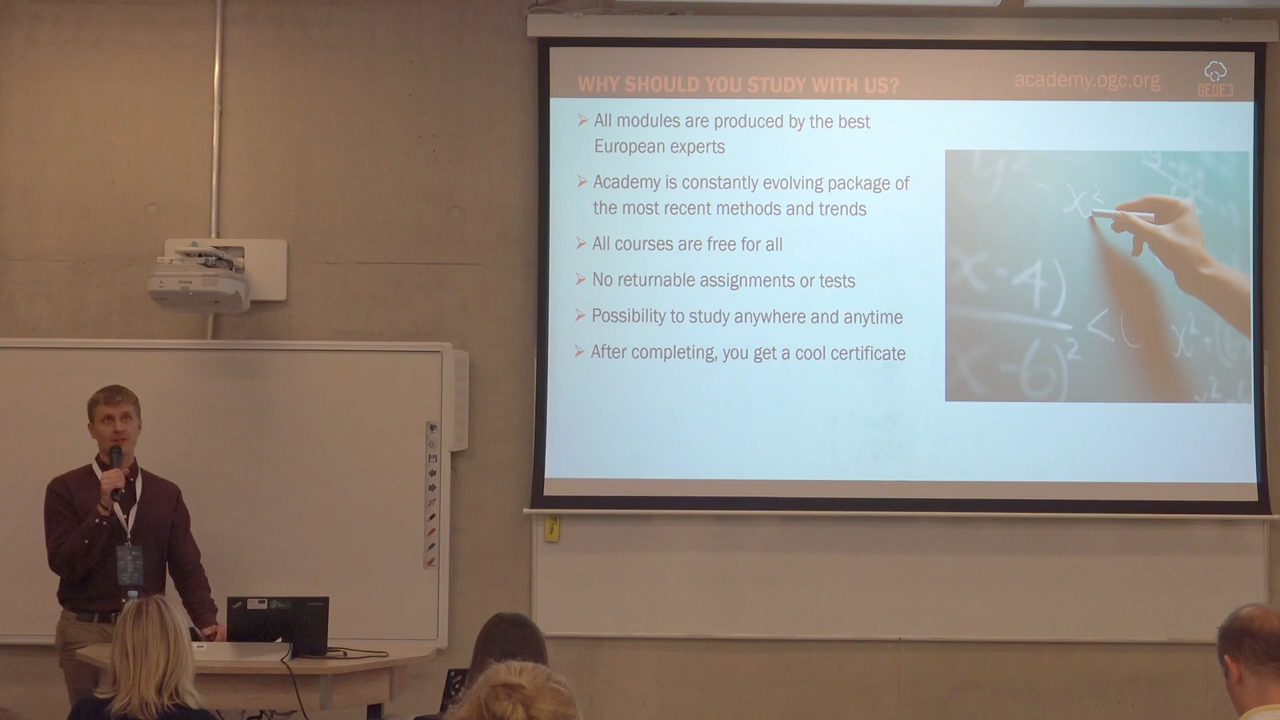 WHY SHOULD YOU STUDY WITH US?
academy.ogc.org
GEOE3
➢ All modules are produced by the best
European experts
➢ Academy is constantly evolving package of
the most recent methods and trends
➢ All courses are free for all
➢ No returnable assignments or tests
➢ Possibility to study anywhere and anytime
➢ After completing, you get a cool certificate